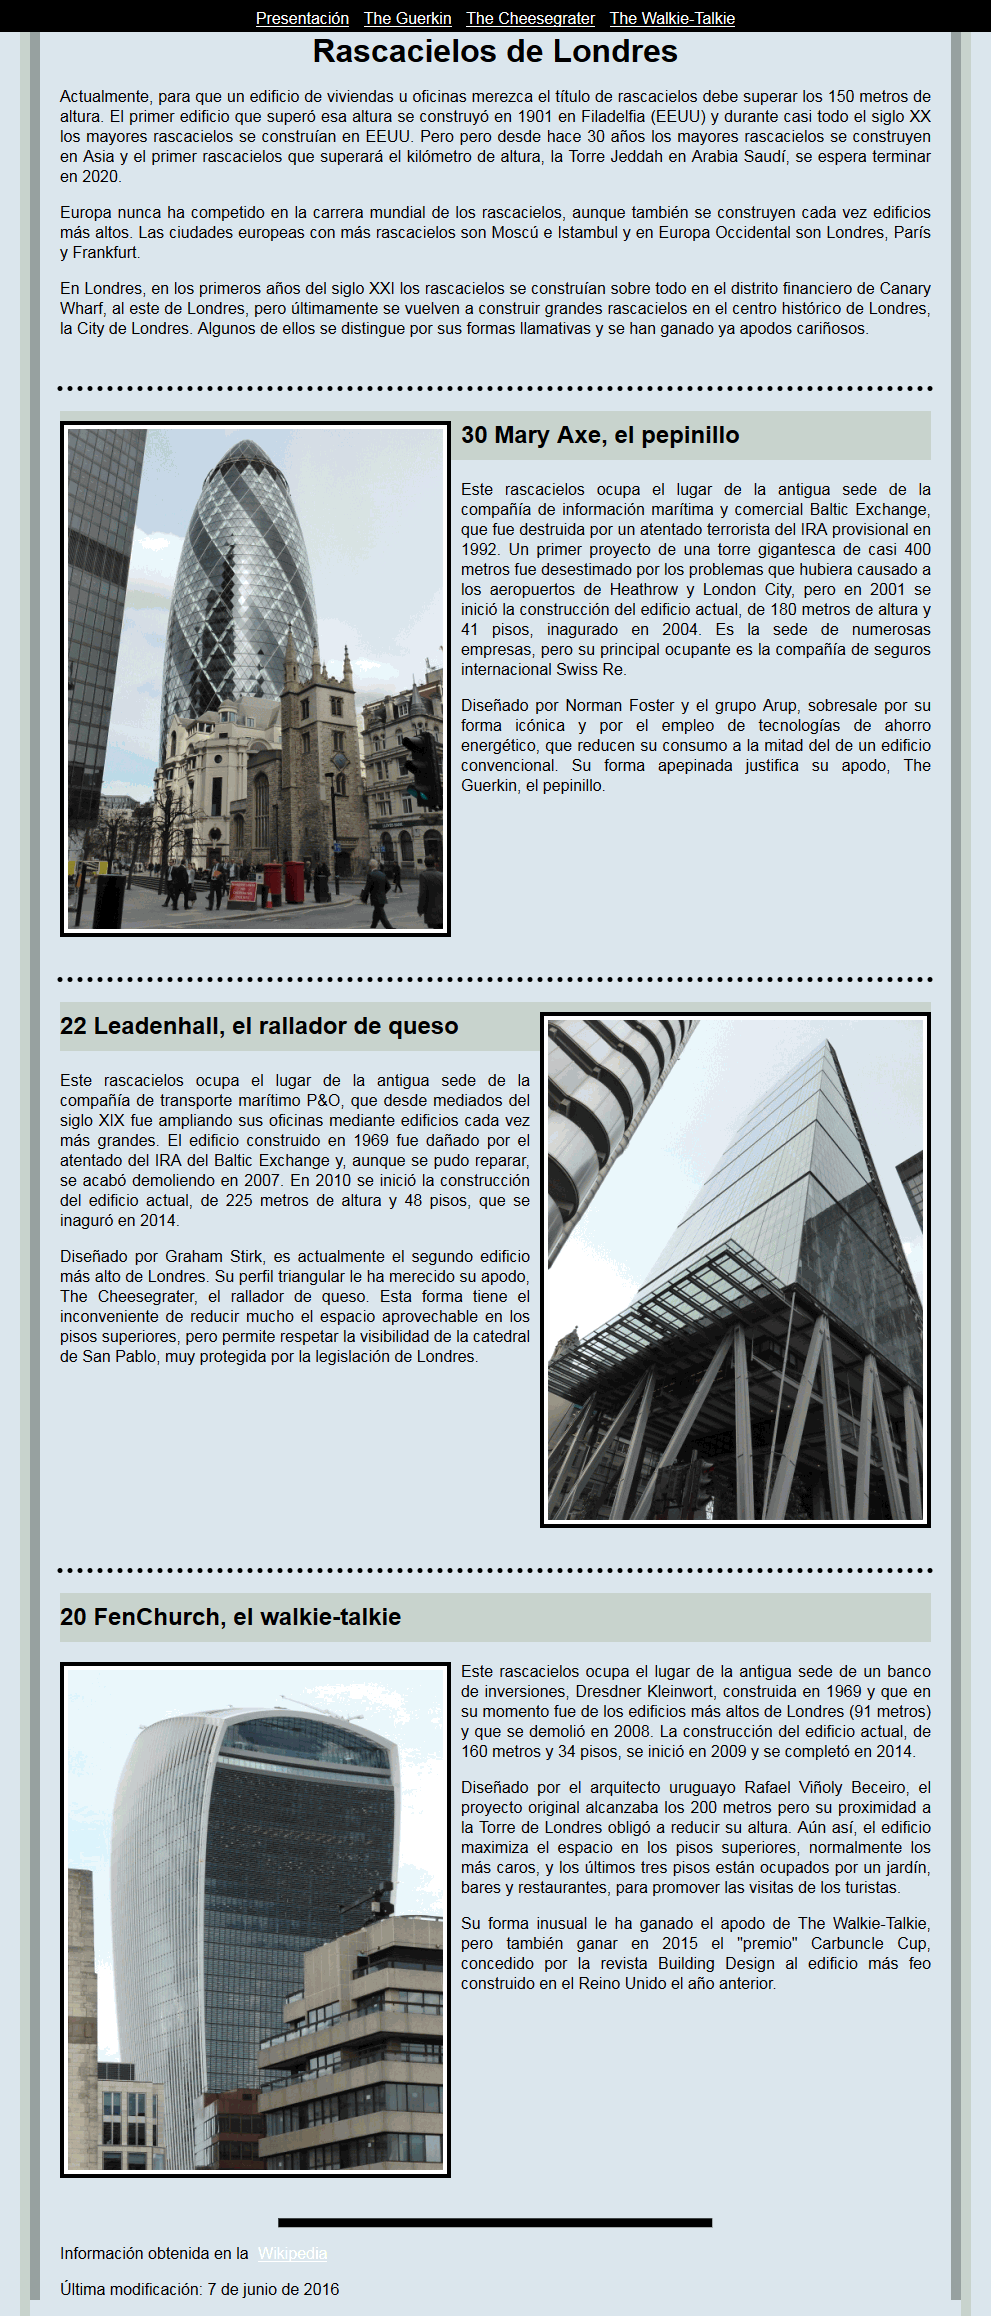 Presentación The Guerkin The Cheesegrater The Walkie-Talkie
Rascacielos de Londres
Actualmente, para que un edificio de viviendas u oficinas merezca el título de rascacielos debe superar los 150 metros de
altura. El primer edificio que superó esa altura se construyó en 1901 en Filadelfia (EEUU) y durante casi todo el siglo XX
los mayores rascacielos se construían en EEUU. Pero pero desde hace 30 años los mayores rascacielos se construyen
en Asia y el primer rascacielos que superará el kilómetro de altura, la Torre Jeddah en Arabia Saudí, se espera terminar
en 2020.
Europa nunca ha competido en la carrera mundial de los rascacielos, aunque también se construyen cada vez edificios
más altos. Las ciudades europeas con más rascacielos son Moscú e Istambul y en Europa Occidental son Londres, París
y Frankfurt.
En Londres, en los primeros años del siglo XXI los rascacielos se construían sobre todo en el distrito financiero de Canary
Wharf, al este de Londres, pero últimamente se vuelven a construir grandes rascacielos en el centro histórico de Londres,
la City de Londres. Algunos de ellos se distingue por sus formas llamativas y se han ganado ya apodos cariñosos.
30 Mary Axe, el pepinillo
Este rascacielos ocupa el lugar de la antigua sede de la
compañía de información marítima y comercial Baltic Exchange,
que fue destruida por un atentado terrorista del IRA provisional en
1992. Un primer proyecto de una torre gigantesca de casi 400
metros fue desestimado por los problemas que hubiera causado a
los aeropuertos de Heathrow y London City, pero en 2001 se
inició la construcción del edificio actual, de 180 metros de altura y
41 pisos, inagurado en 2004. Es la sede de numerosas
empresas, pero su principal ocupante es la compañía de seguros
internacional Swiss Re.
Diseñado por Norman Foster y el grupo Arup, sobresale por su
forma icónica y por el empleo de tecnologías de ahorro
energético, que reducen su consumo a la mitad del de un edificio
convencional. Su forma apepinada justifica su apodo, The
Guerkin, el pepinillo.
22 Leadenhall, el rallador de queso
Este rascacielos ocupa el lugar de la antigua sede de la
compañía de transporte marítimo P&O, que desde mediados del
siglo XIX fue ampliando sus oficinas mediante edificios cada vez
más grandes. El edificio construido en 1969 fue dañado por el
atentado del IRA del Baltic Exchange y, aunque se pudo reparar,
se acabó demoliendo en 2007. En 2010 se inició la construcción
del edificio actual, de 225 metros de altura y 48 pisos, que se
inaguró en 2014.
Diseñado por Graham Stirk, es actualmente el segundo edificio
más alto de Londres. Su perfil triangular le ha merecido su apodo,
The Cheesegrater, el rallador de queso. Esta forma tiene el
inconveniente de reducir mucho el espacio aprovechable en los
pisos superiores, pero permite respetar la visibilidad de la catedral
de San Pablo, muy protegida por la legislación de Londres.
20 FenChurch, el walkie-talkie
Este rascacielos ocupa el lugar de la antigua sede de un banco
de inversiones, Dresdner Kleinwort, construida en 1969 y que en
su momento fue de los edificios más altos de Londres (91 metros)
y que se demolió en 2008. La construcción del edificio actual, de
160 metros y 34 pisos, se inició en 2009 y se completó en 2014.
Diseñado por el arquitecto uruguayo Rafael Viñoly Beceiro, el
proyecto original alcanzaba los 200 metros pero su proximidad a
la Torre de Londres obligó a reducir su altura. Aún así, el edificio
maximiza el espacio en los pisos superiores, normalmente los
más caros, y los últimos tres pisos están ocupados por un jardín,
bares y restaurantes, para promover las visitas de los turistas.
Su forma inusual le ha ganado el apodo de The Walkie-Talkie,
pero también ganar en 2015 el "premio" Carbuncle Cup,
concedido por la revista Building Design al edificio más feo
construido en el Reino Unido el año anterior.
Información obtenida en la Wikipedia
Última modificación: 7 de junio de 2016